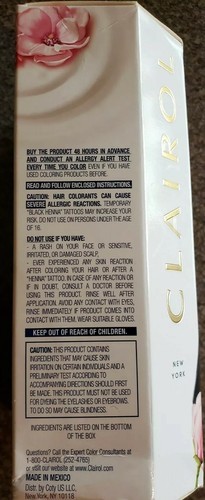 BUY THE PRODUCT 48 HOURS IN ADVANCE
AND CONDUCT AN ALLERGY ALERT TEST
EVERY TIME YOU COLOR EVEN IF YOU HAVE
USED COLORING PRODUCTS BEFORE.
READ AND FOLLOW ENCLOSED INSTRUCTIONS.
CAUTION: HAIR COLORANTS CAN CAUSE
SEVERE ALLERGIC REACTIONS. TEMPORARY
"BLACK HENNA" TATTOOS MAY INCREASE YOUR
RISK. DO NOT USE ON PERSONS UNDER THE AGE
OF 16.
DO NOT USE IF YOU HAVE:
- A RASH ON YOUR FACE OR SENSITIVE,
IRRITATED, OR DAMAGED SCALP.
- EVER EXPERIENCED ANY SKIN REACTION
AFTER COLORING YOUR HAIR OR AFTER A
"HENNA" TATTOO. IN CASE OF ANY REACTION OR
IF IN DOUBT, CONSULT A DOCTOR BEFORE
USING THIS PRODUCT. RINSE WELL AFTER
APPLICATION. AVOID ANY CONTACT WITH EYES.
RINSE IMMEDIATELY IF PRODUCT COMES INTO
CONTACT WITH THEM. WEAR SUITABLE GLOVES.
KEEP OUT OF REACH OF CHILDREN.
CAUTION: THIS PRODUCT CONTAINS
INGREDIENTS THAT MAY CAUSE SKIN
IRRITATION ON CERTAIN INDIVIDUALS AND A
PRELIMINARY TEST ACCORDING TO
ACCOMPANYING DIRECTIONS SHOULD FIRST
BE MADE. THIS PRODUCT MUST NOT BE USED
FOR DYEING THE EYELASHES OR EYEBROWS;
TO DO SO MAY CAUSE BLINDNESS.
INGREDIENTS ARE LISTED ON THE BOTTOM
OF THE BOX
Questions? Call the Expert Color Consultants at
1-800-CLAIROL (252-4765)
or visit our website at www.Clairol.com
MADE IN MEXICO
Distr. by Coty US LLC,
New York, NY 10118
CLAIROL
NEW
YORK